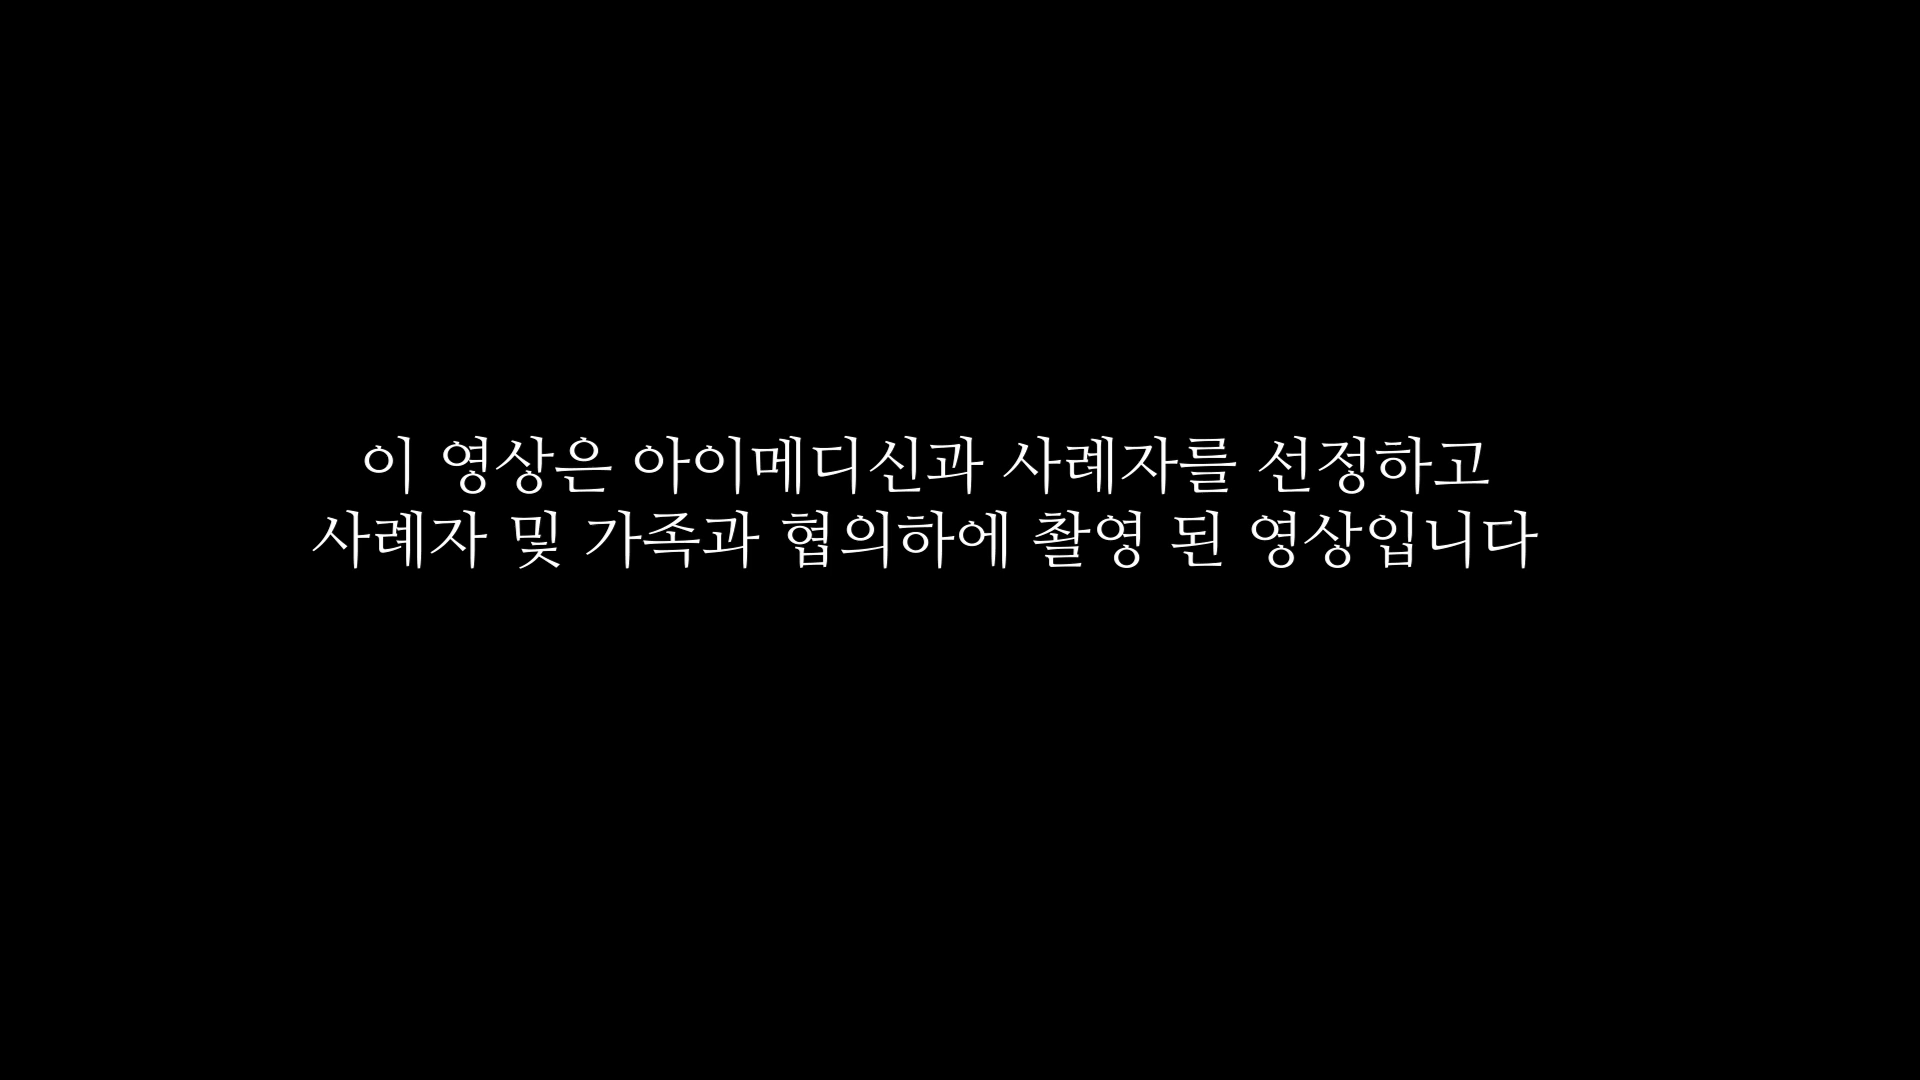 이 영상은 아이메디신과 사례자를 선정하고
사례자 및 가족과 협의하에 촬영 된 영상입니다